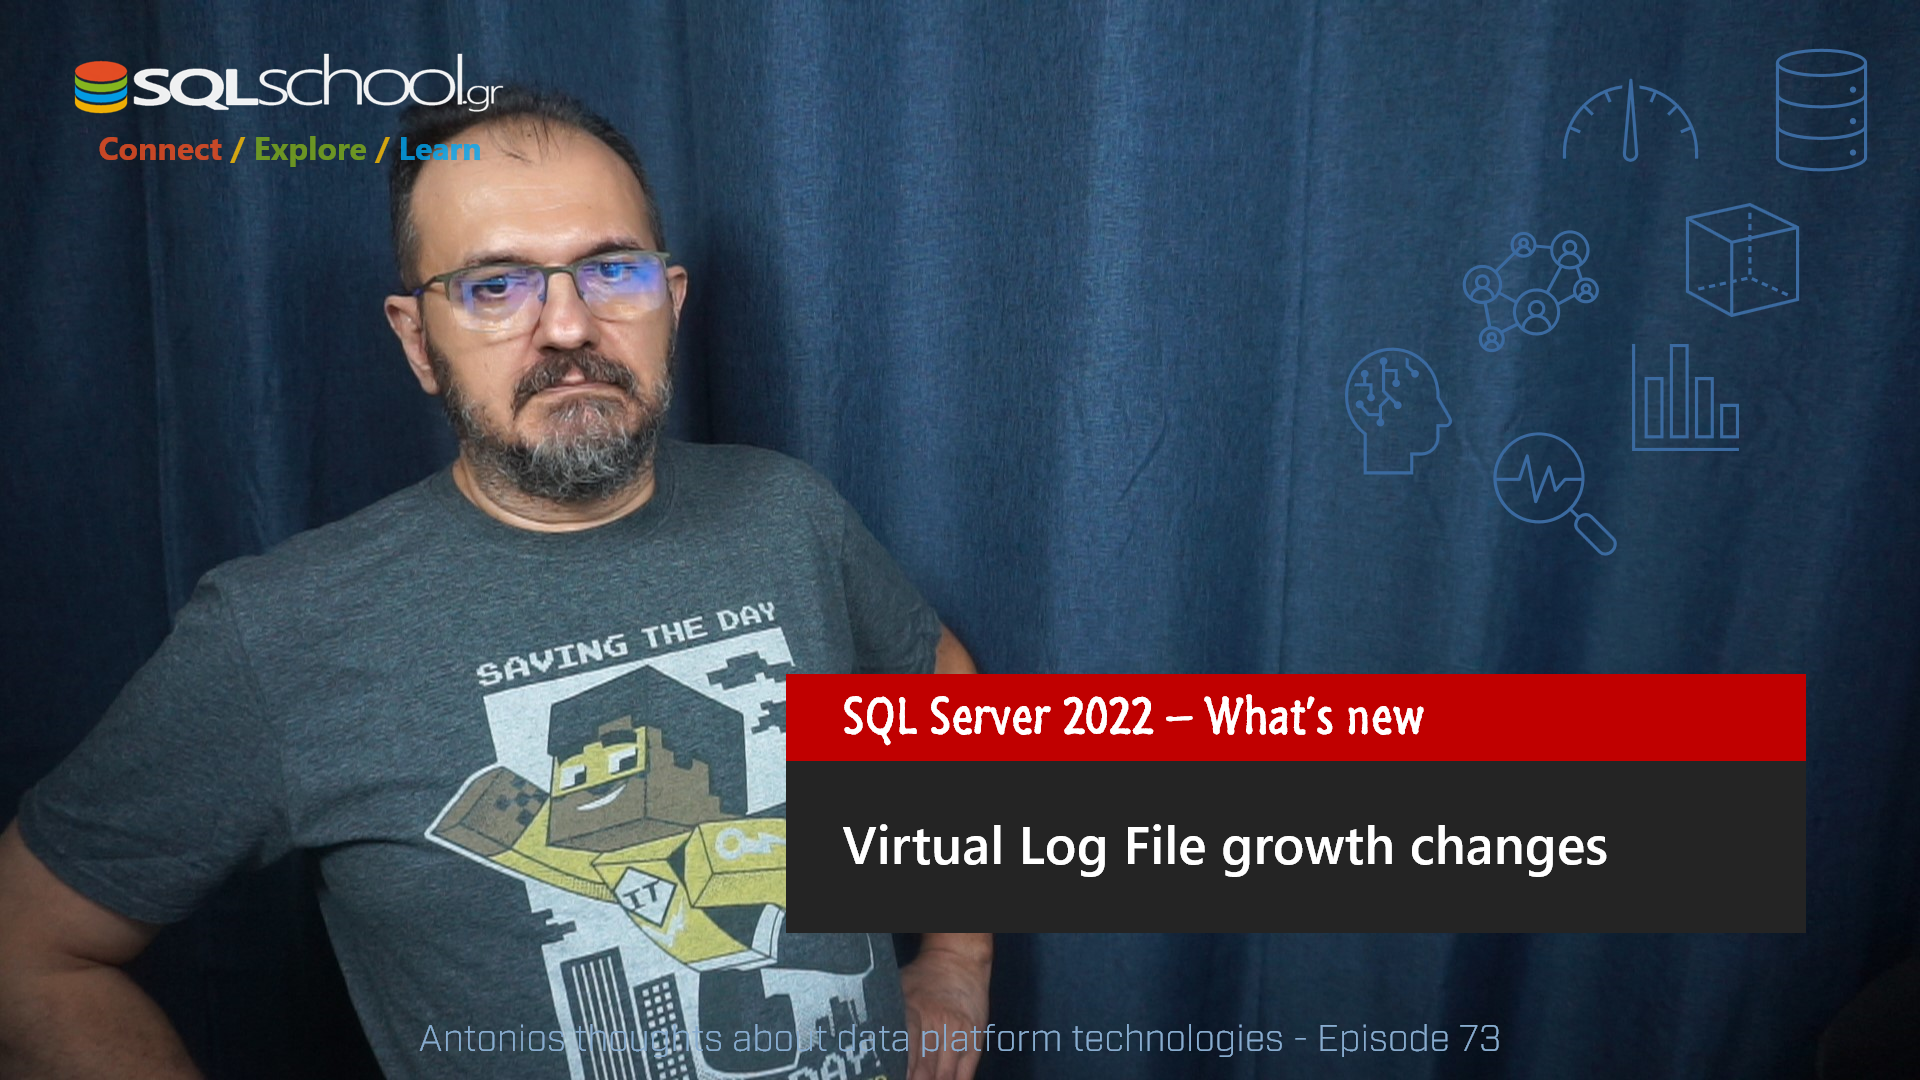 SQLschool.gr
Connect / Explore / Learn
SAVING THE DAY
IT
SQL Server 2022 – What's new
Virtual Log File growth changes
Antonios thoughts about data platform technologies - Episode 73
DAY!